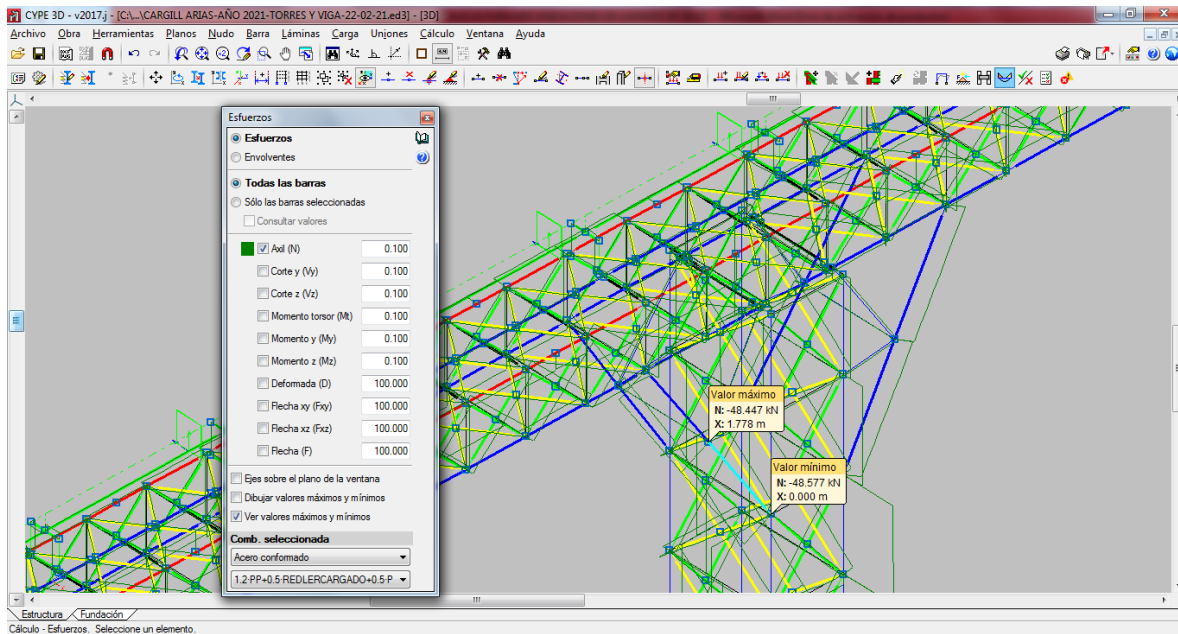 CYPE 3D - v2017.j - [C:\...\CARGILL ARIAS-AÑO 2021-TORRES Y VIGA-22-02-21.ed3] - [3D]
Archivo Obra Herramientas Planos Nudo Barra Láminas Carga Uniones Cálculo Ventana Ayuda
Esfuerzos
Esfuerzos
Envolventes
Todas las barras
Sólo las barras seleccionadas
Consultar valores
Axil (N) 0.100
Corte y (Vy) 0.100
Corte z (Vz) 0.100
Momento torsor (Mt) 0.100
Momento y (My) 0.100
Momento z (Mz) 0.100
Deformada (D) 100.000
Flecha xy (Fxy) 100.000
Flecha xz (Fxz) 100.000
Flecha (F) 100.000
Ejes sobre el plano de la ventana
Dibujar valores máximos y mínimos
Ver valores máximos y mínimos
Comb. seleccionada
Acero conformado
1.2·PP+0.5·REDLERCARGADO+0.5·P
Valor máximo
N: -48.447 kN
X: 1.778 m
Valor mínimo
N: -48.577 kN
X: 0.000 m
Estructura Fundación
Cálculo - Esfuerzos. Seleccione un elemento.